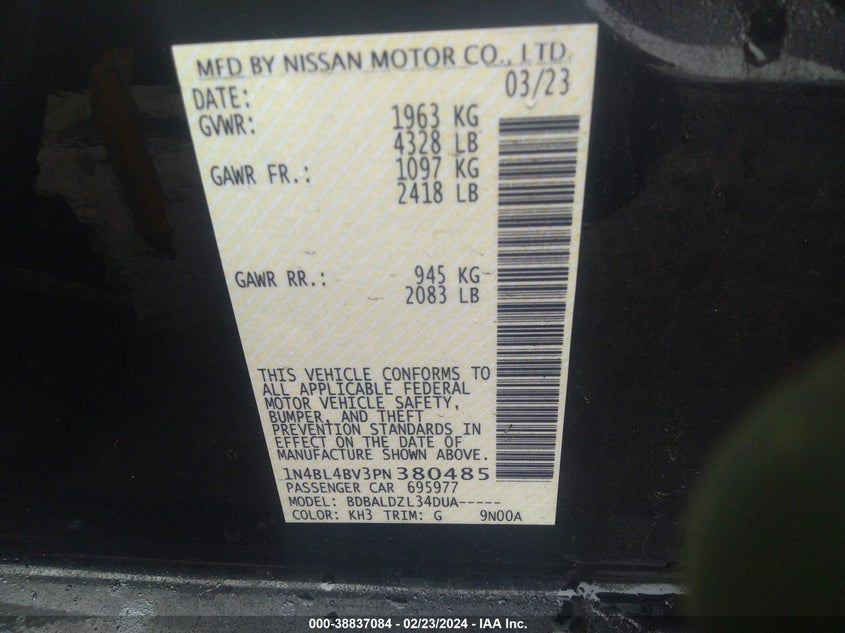 MFD BY NISSAN MOTOR CO., LTD.
DATE: 03/23
GVWR: 1963 KG
4328 LB
GAWR FR.: 1097 KG
2418 LB
GAWR RR.: 945 KG
2083 LB
THIS VEHICLE CONFORMS TO
ALL APPLICABLE FEDERAL
MOTOR VEHICLE SAFETY,
BUMPER, AND THEFT
PREVENTION STANDARDS IN
EFFECT ON THE DATE OF
MANUFACTURE SHOWN ABOVE.
1N4BL4BV3PN380485
PASSENGER CAR 695977
MODEL: BDBALDZL34DUA-----
COLOR: KH3 TRIM: G 9N00A
000-38837084 - 02/23/2024 - IAA Inc.